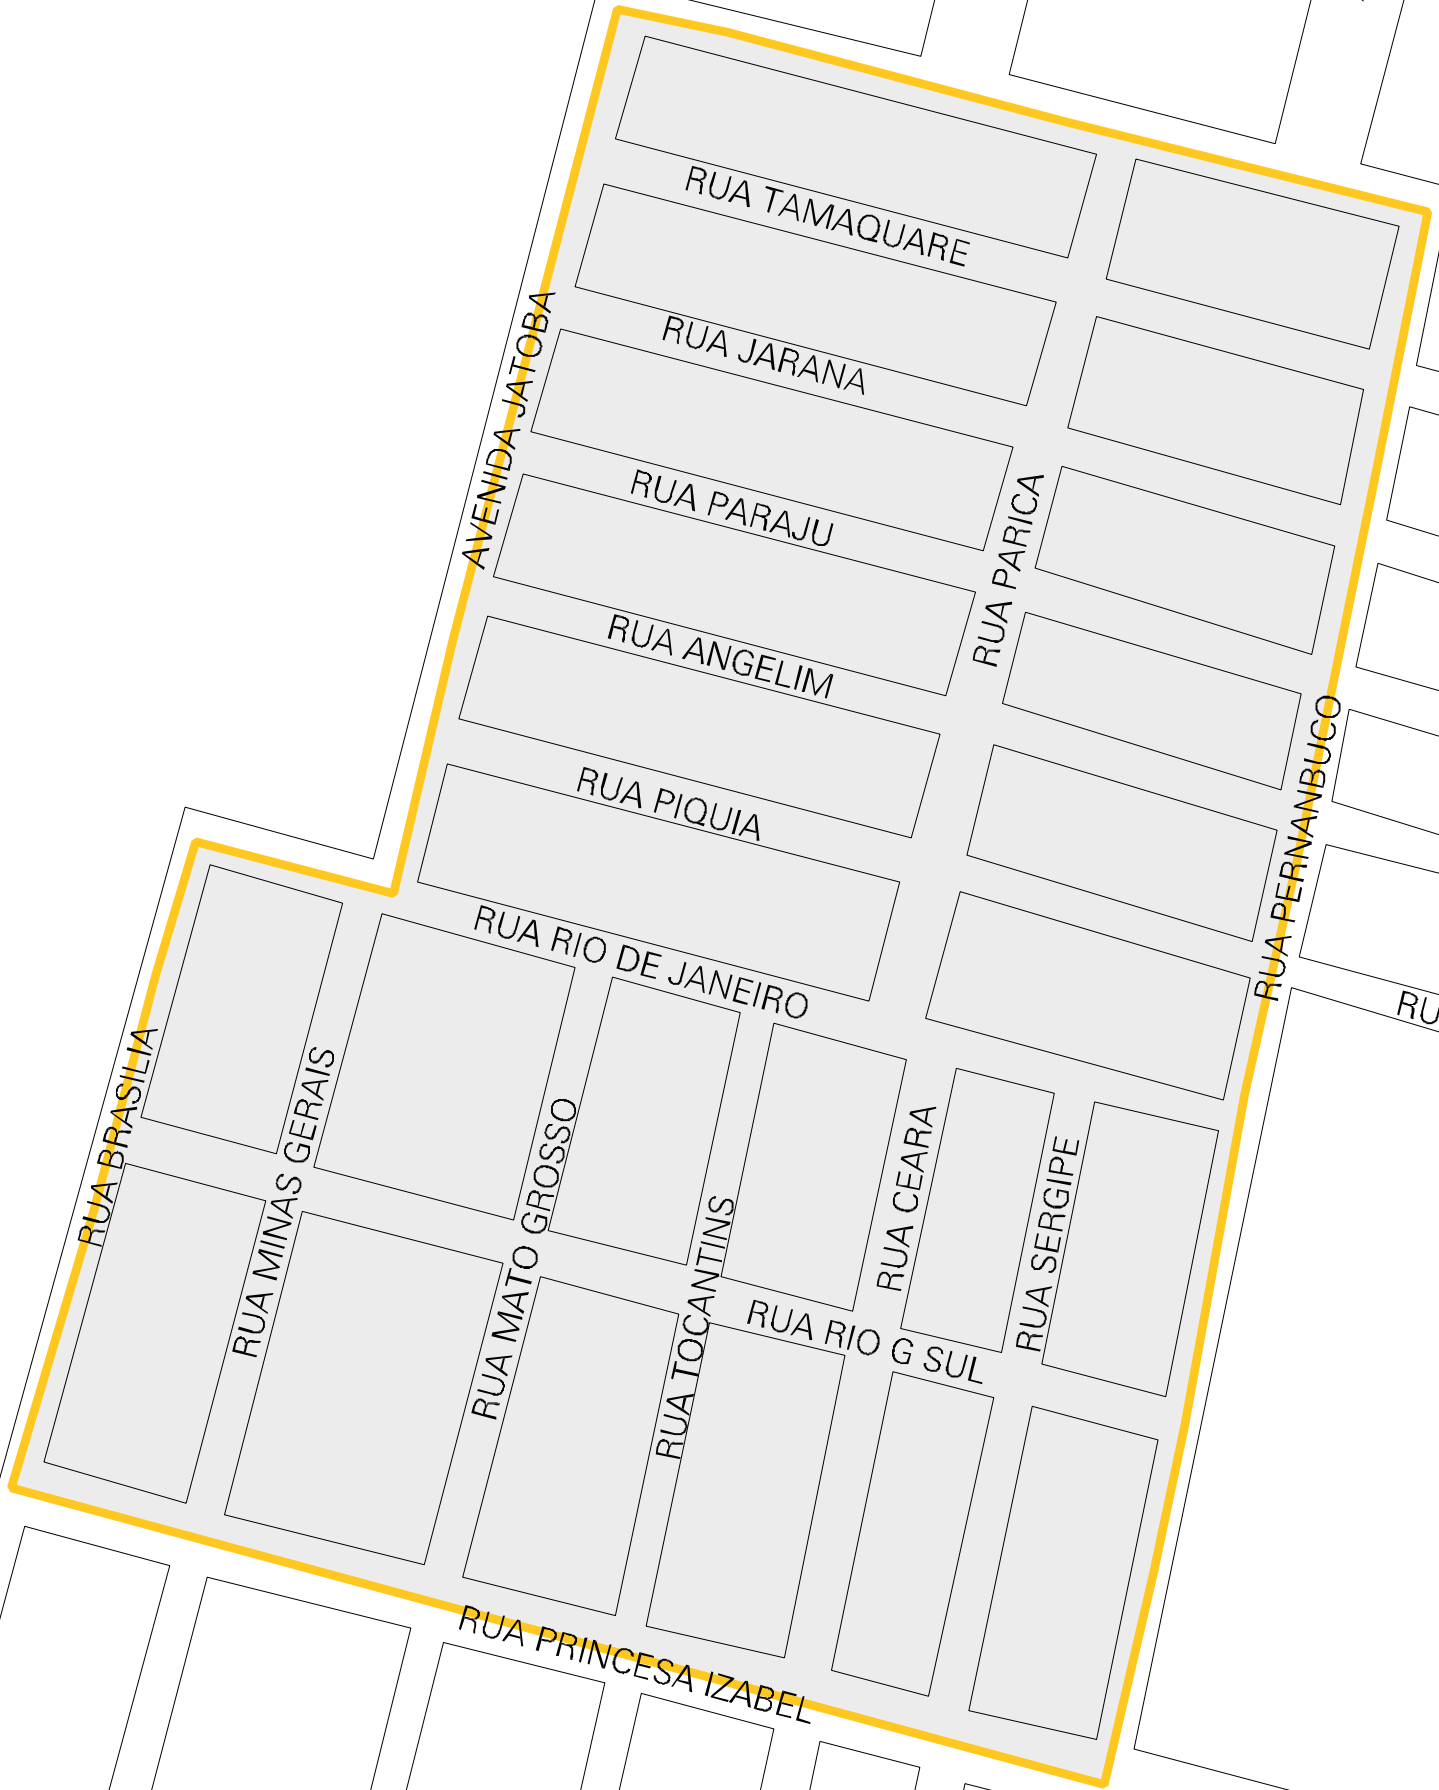 RUA TAMAQUARE
RUA JARANA
AVENIDA JATOBA
RUA PARAJU
RUA PARICA
RUA ANGELIM
RUA PIQUIA
RUA PERNANBUCO
RUA RIO DE JANEIRO
RU
RUA BRASILIA
RUA MINAS GERAIS
RUA MATO GROSSO
RUA CEARA
RUA SERGIPE
RUA TOCANTINS
RUA RIO G SUL
RUA PRINCESA IZABEL